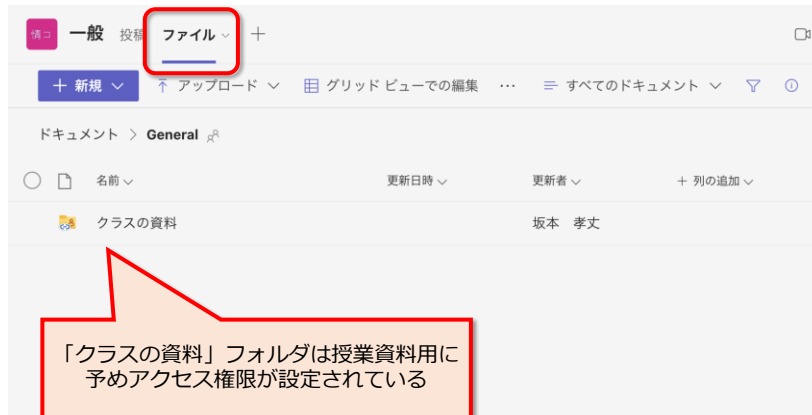 情コ 一般 投稿 ファイル +
+ 新規 アップロード グリッド ビューでの編集 … すべてのドキュメント
ドキュメント > General
名前 更新日時 更新者 + 列の追加
クラスの資料 坂本 孝丈
「クラスの資料」フォルダは授業資料用に
予めアクセス権限が設定されている